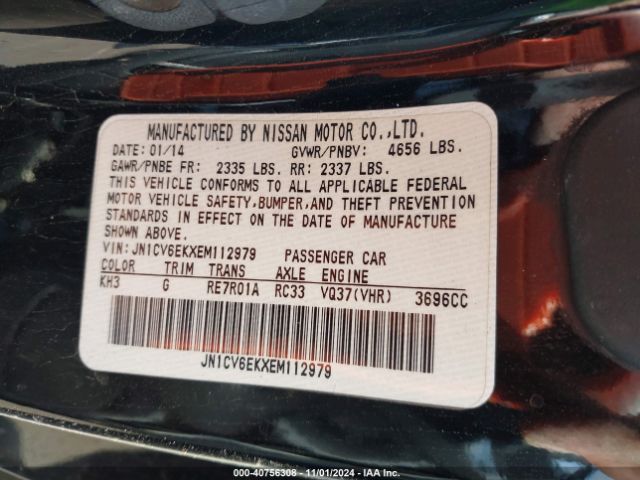 MANUFACTURED BY NISSAN MOTOR CO.,LTD.
DATE: 01/14 GVWR/PNBV: 4656 LBS.
GAWR/PNBE FR: 2335 LBS. RR: 2337 LBS.
THIS VEHICLE CONFORMS TO ALL APPLICABLE FEDERAL
MOTOR VEHICLE SAFETY,BUMPER,AND THEFT PREVENTION
STANDARDS IN EFFECT ON THE DATE OF MANUFACTURE
SHOWN ABOVE.
VIN: JN1CV6EKXEM112979 PASSENGER CAR
COLOR TRIM TRANS AXLE ENGINE
KH3 G RE7R01A RC33 VQ37(VHR) 3696CC
JN1CV6EKXEM112979
000-40756308 - 11/01/2024 - IAA Inc.